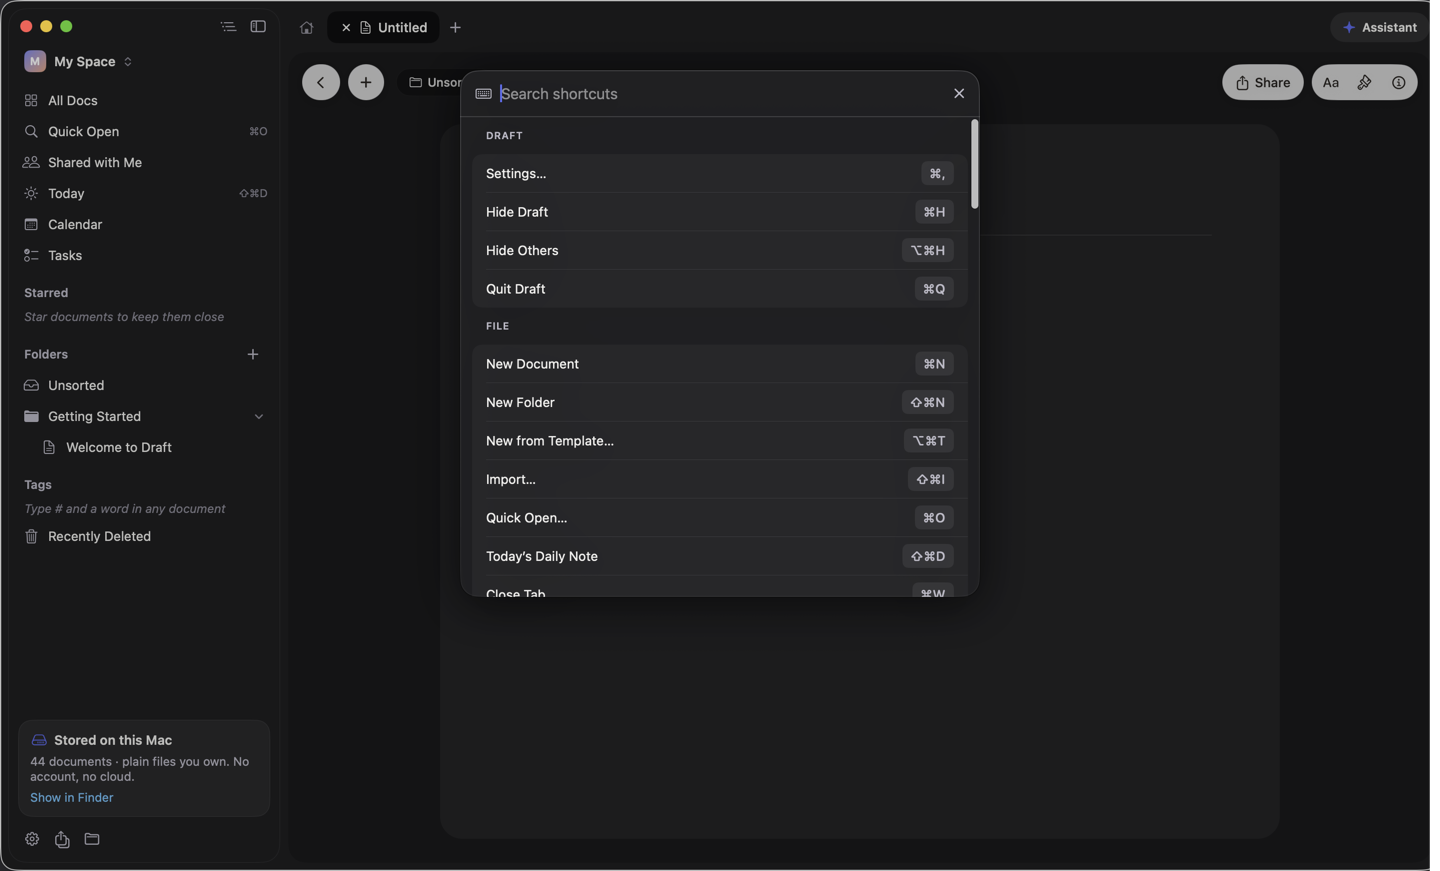 Untitled
Assistant
M My Space
All Docs
Quick Open ⌘O
Shared with Me
Today ⇧⌘D
Calendar
Tasks
Starred
Star documents to keep them close
Folders
Unsorted
Getting Started
Welcome to Draft
Tags
Type # and a word in any document
Recently Deleted
Stored on this Mac
44 documents · plain files you own. No
account, no cloud.
Show in Finder
Unsor
Share
Aa
Search shortcuts
DRAFT
Settings... ⌘,
Hide Draft ⌘H
Hide Others ⌥⌘H
Quit Draft ⌘Q
FILE
New Document ⌘N
New Folder ⇧⌘N
New from Template... ⌥⌘T
Import... ⇧⌘I
Quick Open... ⌘O
Today’s Daily Note ⇧⌘D
Close Tab ⌘W